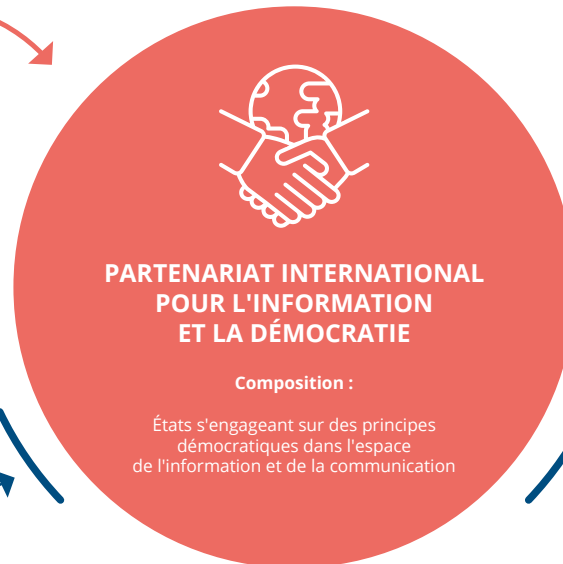 PARTENARIAT INTERNATIONAL
POUR L'INFORMATION
ET LA DÉMOCRATIE
Composition :
États s'engageant sur des principes
démocratiques dans l'espace
de l'information et de la communication